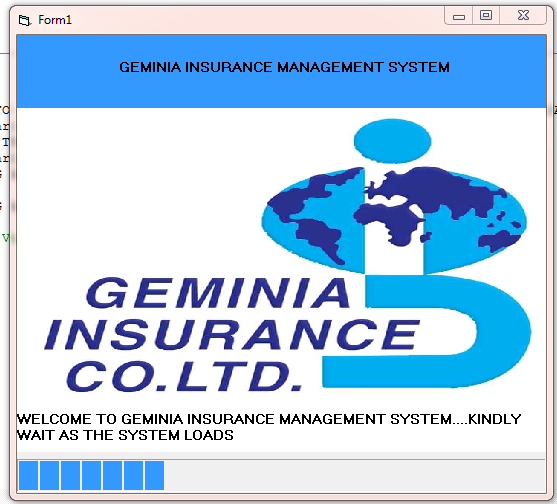 Form1
GEMINIA INSURANCE MANAGEMENT SYSTEM
GEMINIA
INSURANCE
CO.LTD.
WELCOME TO GEMINIA INSURANCE MANAGEMENT SYSTEM....KINDLY
WAIT AS THE SYSTEM LOADS